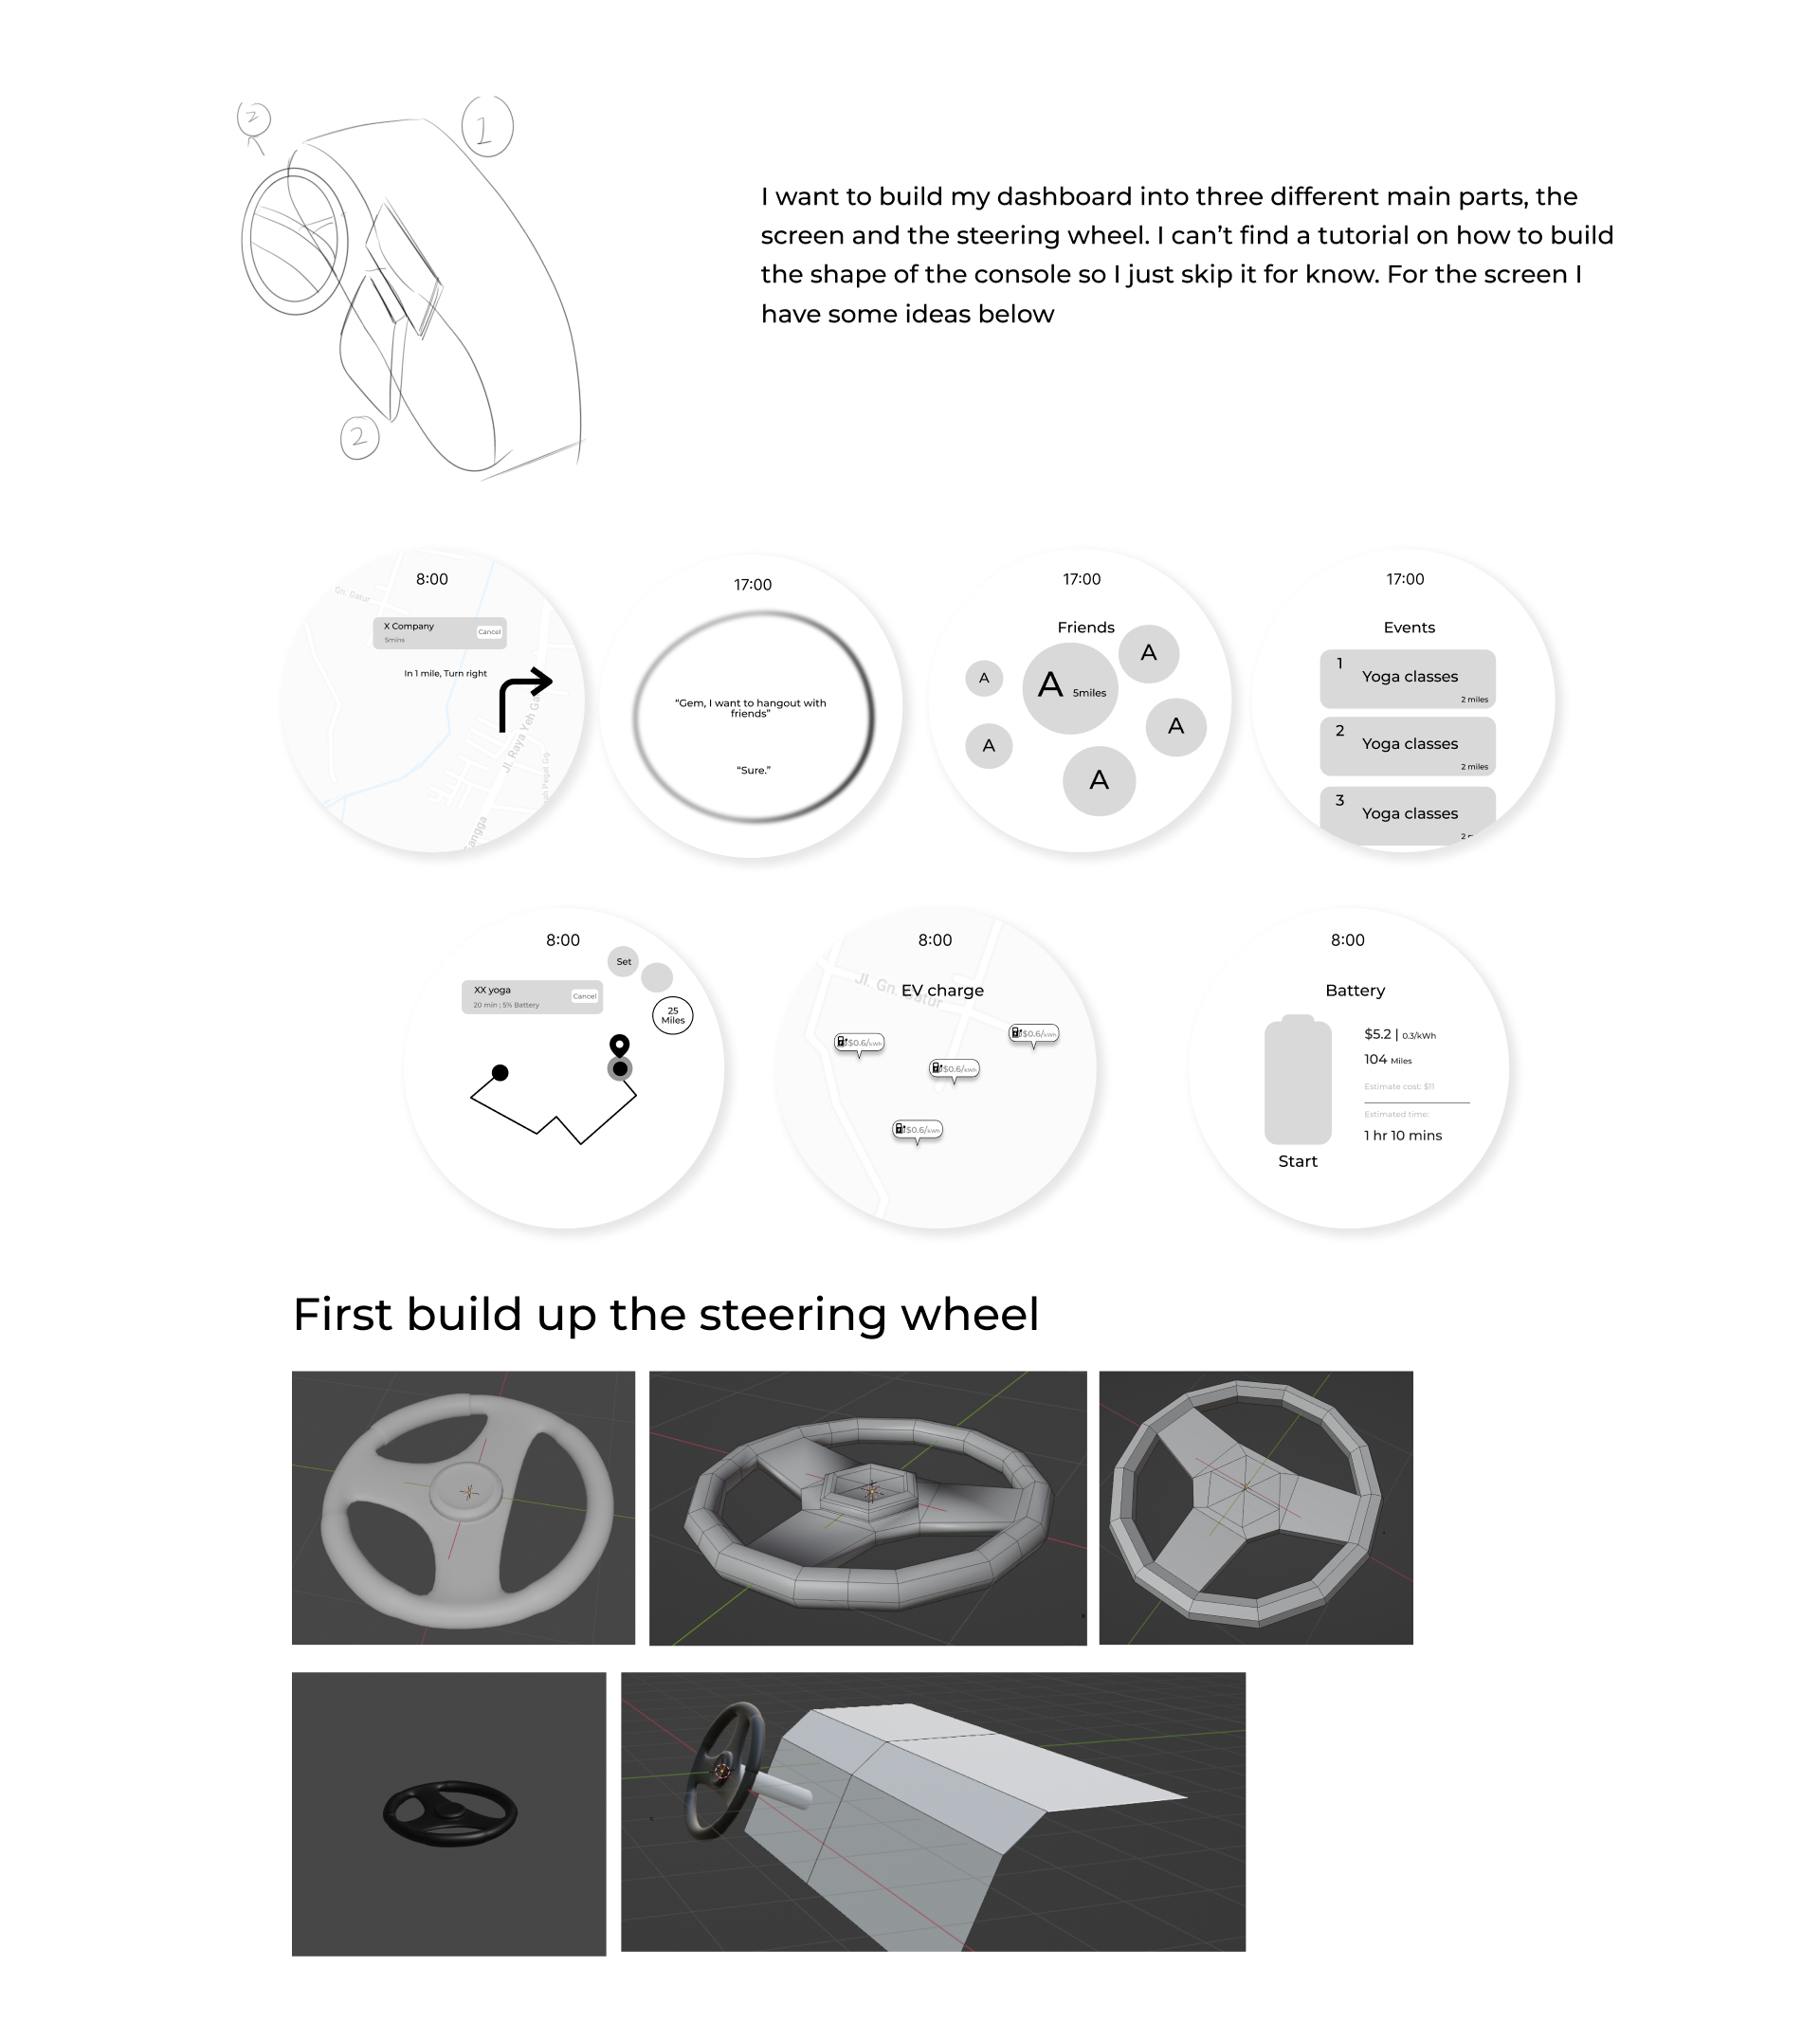 2
1
2
I want to build my dashboard into three different main parts, the
screen and the steering wheel. I can’t find a tutorial on how to build
the shape of the console so I just skip it for know. For the screen I
have some ideas below
8:00
Gn. Gatur
X Company
5mins
Cancel
In 1 mile, Turn right
Jl. Raya Yeh Ga
ah Pegat Go
Sangga
17:00
“Gem, I want to hangout with
friends”
“Sure.”
17:00
Friends
A
A
A 5miles
A
A
A
17:00
Events
1
Yoga classes
2 miles
2
Yoga classes
2 miles
3
Yoga classes
8:00
Set
XX yoga
20 min ; 5% Battery
Cancel
25
Miles
8:00
Jl. Gn. Gatur
EV charge
$0.6/kWh
$0.6/kWh
$0.6/kWh
$0.6/kWh
8:00
Battery
$5.2 | 0.3/kWh
104 Miles
Estimate cost: $11
Estimated time:
1 hr 10 mins
Start
First build up the steering wheel